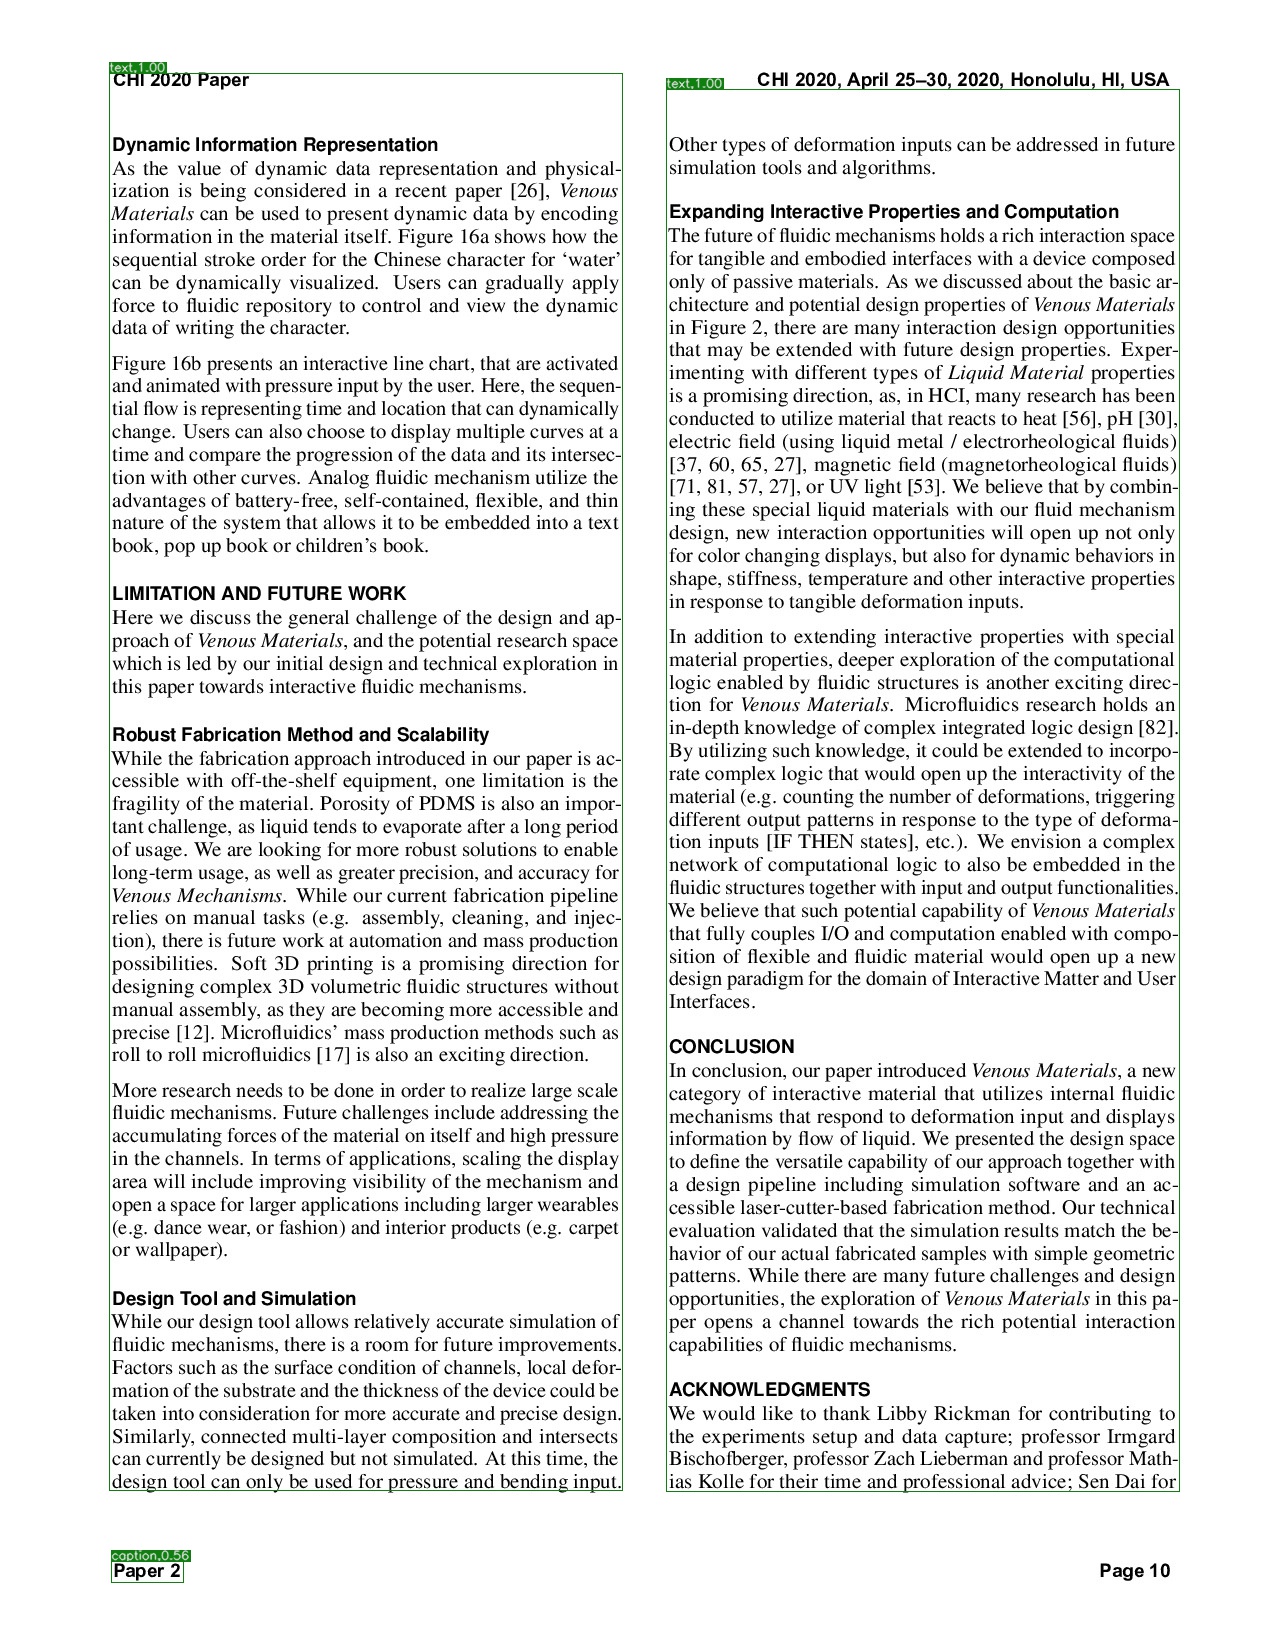 text,1.00
CHI 2020 Paper
text,1.00
CHI 2020, April 25–30, 2020, Honolulu, HI, USA
Dynamic Information Representation
As the value of dynamic data representation and physical-
ization is being considered in a recent paper [26], Venous
Materials can be used to present dynamic data by encoding
information in the material itself. Figure 16a shows how the
sequential stroke order for the Chinese character for ‘water’
can be dynamically visualized. Users can gradually apply
force to fluidic repository to control and view the dynamic
data of writing the character.
Figure 16b presents an interactive line chart, that are activated
and animated with pressure input by the user. Here, the sequen-
tial flow is representing time and location that can dynamically
change. Users can also choose to display multiple curves at a
time and compare the progression of the data and its intersec-
tion with other curves. Analog fluidic mechanism utilize the
advantages of battery-free, self-contained, flexible, and thin
nature of the system that allows it to be embedded into a text
book, pop up book or children’s book.
LIMITATION AND FUTURE WORK
Here we discuss the general challenge of the design and ap-
proach of Venous Materials, and the potential research space
which is led by our initial design and technical exploration in
this paper towards interactive fluidic mechanisms.
Robust Fabrication Method and Scalability
While the fabrication approach introduced in our paper is ac-
cessible with off-the-shelf equipment, one limitation is the
fragility of the material. Porosity of PDMS is also an impor-
tant challenge, as liquid tends to evaporate after a long period
of usage. We are looking for more robust solutions to enable
long-term usage, as well as greater precision, and accuracy for
Venous Mechanisms. While our current fabrication pipeline
relies on manual tasks (e.g. assembly, cleaning, and injec-
tion), there is future work at automation and mass production
possibilities. Soft 3D printing is a promising direction for
designing complex 3D volumetric fluidic structures without
manual assembly, as they are becoming more accessible and
precise [12]. Microfluidics’ mass production methods such as
roll to roll microfluidics [17] is also an exciting direction.
More research needs to be done in order to realize large scale
fluidic mechanisms. Future challenges include addressing the
accumulating forces of the material on itself and high pressure
in the channels. In terms of applications, scaling the display
area will include improving visibility of the mechanism and
open a space for larger applications including larger wearables
(e.g. dance wear, or fashion) and interior products (e.g. carpet
or wallpaper).
Design Tool and Simulation
While our design tool allows relatively accurate simulation of
fluidic mechanisms, there is a room for future improvements.
Factors such as the surface condition of channels, local defor-
mation of the substrate and the thickness of the device could be
taken into consideration for more accurate and precise design.
Similarly, connected multi-layer composition and intersects
can currently be designed but not simulated. At this time, the
design tool can only be used for pressure and bending input.
Other types of deformation inputs can be addressed in future
simulation tools and algorithms.
Expanding Interactive Properties and Computation
The future of fluidic mechanisms holds a rich interaction space
for tangible and embodied interfaces with a device composed
only of passive materials. As we discussed about the basic ar-
chitecture and potential design properties of Venous Materials
in Figure 2, there are many interaction design opportunities
that may be extended with future design properties. Exper-
imenting with different types of Liquid Material properties
is a promising direction, as, in HCI, many research has been
conducted to utilize material that reacts to heat [56], pH [30],
electric field (using liquid metal / electrorheological fluids)
[37, 60, 65, 27], magnetic field (magnetorheological fluids)
[71, 81, 57, 27], or UV light [53]. We believe that by combin-
ing these special liquid materials with our fluid mechanism
design, new interaction opportunities will open up not only
for color changing displays, but also for dynamic behaviors in
shape, stiffness, temperature and other interactive properties
in response to tangible deformation inputs.
In addition to extending interactive properties with special
material properties, deeper exploration of the computational
logic enabled by fluidic structures is another exciting direc-
tion for Venous Materials. Microfluidics research holds an
in-depth knowledge of complex integrated logic design [82].
By utilizing such knowledge, it could be extended to incorpo-
rate complex logic that would open up the interactivity of the
material (e.g. counting the number of deformations, triggering
different output patterns in response to the type of deforma-
tion inputs [IF THEN states], etc.). We envision a complex
network of computational logic to also be embedded in the
fluidic structures together with input and output functionalities.
We believe that such potential capability of Venous Materials
that fully couples I/O and computation enabled with compo-
sition of flexible and fluidic material would open up a new
design paradigm for the domain of Interactive Matter and User
Interfaces.
CONCLUSION
In conclusion, our paper introduced Venous Materials, a new
category of interactive material that utilizes internal fluidic
mechanisms that respond to deformation input and displays
information by flow of liquid. We presented the design space
to define the versatile capability of our approach together with
a design pipeline including simulation software and an ac-
cessible laser-cutter-based fabrication method. Our technical
evaluation validated that the simulation results match the be-
havior of our actual fabricated samples with simple geometric
patterns. While there are many future challenges and design
opportunities, the exploration of Venous Materials in this pa-
per opens a channel towards the rich potential interaction
capabilities of fluidic mechanisms.
ACKNOWLEDGMENTS
We would like to thank Libby Rickman for contributing to
the experiments setup and data capture; professor Irmgard
Bischofberger, professor Zach Lieberman and professor Math-
ias Kolle for their time and professional advice; Sen Dai for
caption,0.56
Paper 2
Page 10